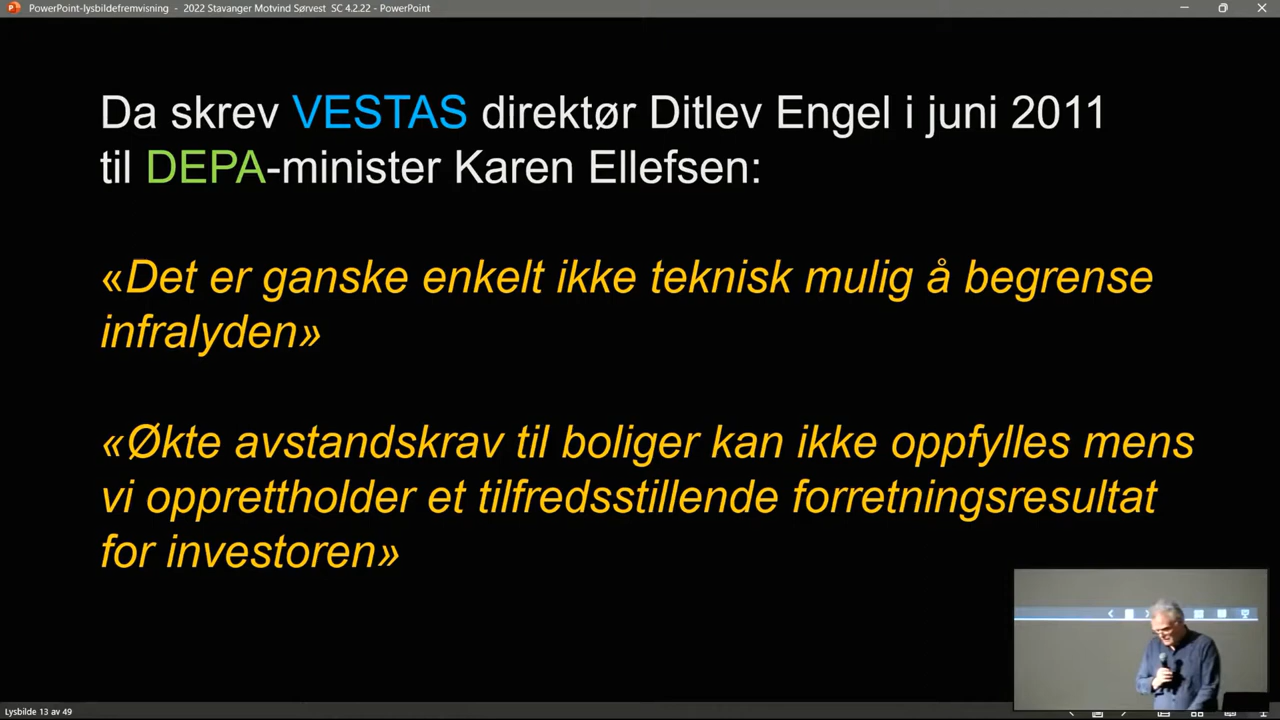 PowerPoint-lysbildefremvisning - 2022 Stavanger Motvind Sørvest SC 4.2.22 - PowerPoint
Da skrev VESTAS direktør Ditlev Engel i juni 2011
til DEPA-minister Karen Ellefsen:
«Det er ganske enkelt ikke teknisk mulig å begrense
infralyden»
«Økte avstandskrav til boliger kan ikke oppfylles mens
vi opprettholder et tilfredsstillende forretningsresultat
for investoren»
Lysbilde 13 av 49